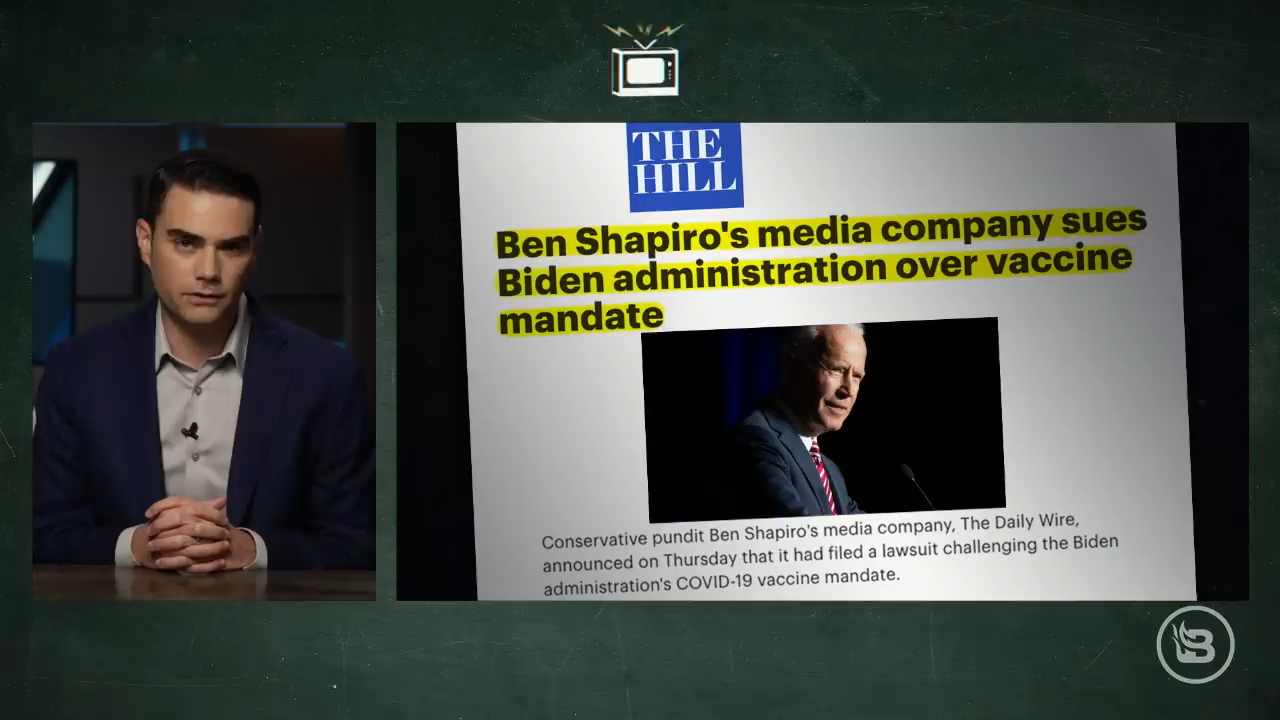 THE
HILL
Ben Shapiro's media company sues
Biden administration over vaccine
mandate
Conservative pundit Ben Shapiro's media company, The Daily Wire,
announced on Thursday that it had filed a lawsuit challenging the Biden
administration's COVID-19 vaccine mandate.
B